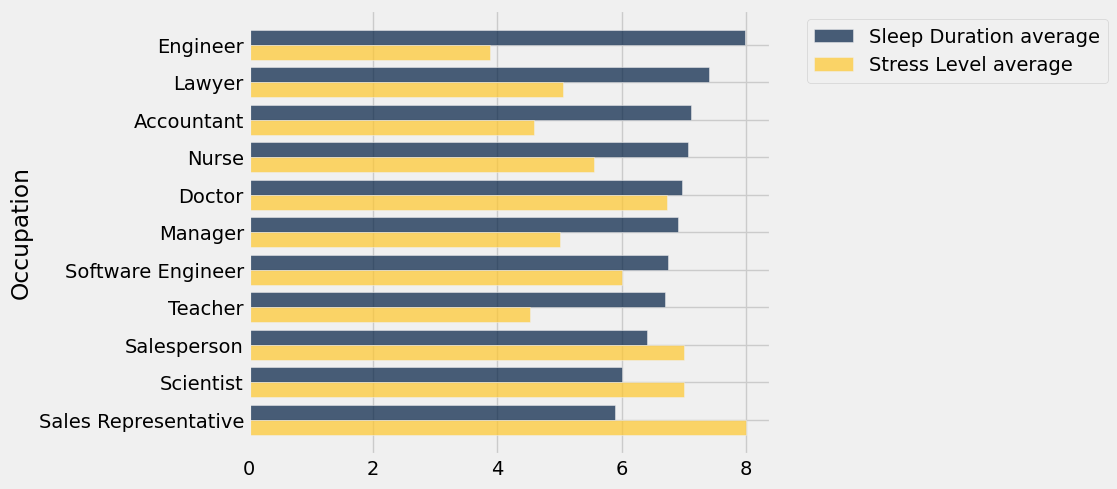 Sleep Duration average
Stress Level average
Occupation
Engineer
Lawyer
Accountant
Nurse
Doctor
Manager
Software Engineer
Teacher
Salesperson
Scientist
Sales Representative
0 2 4 6 8